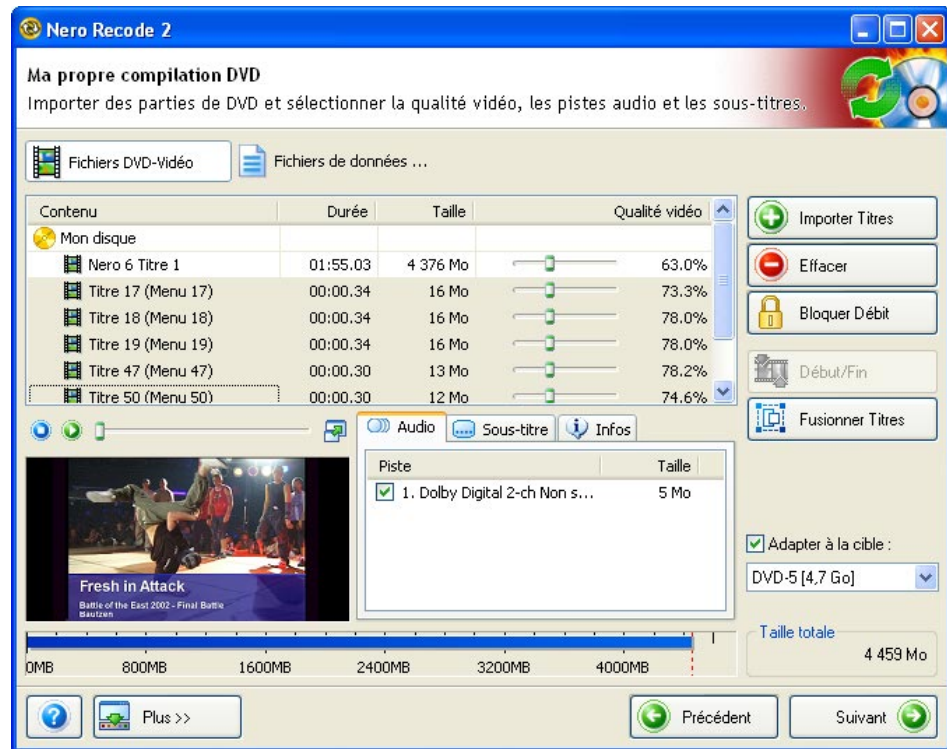 Nero Recode 2
Ma propre compilation DVD
Importer des parties de DVD et sélectionner la qualité vidéo, les pistes audio et les sous-titres.
Fichiers DVD-Vidéo Fichiers de données ...
Contenu Durée Taille Qualité vidéo
Mon disque
Nero 6 Titre 1 01:55.03 4 376 Mo 63.0%
Titre 17 (Menu 17) 00:00.34 16 Mo 73.3%
Titre 18 (Menu 18) 00:00.34 16 Mo 78.0%
Titre 19 (Menu 19) 00:00.34 16 Mo 78.0%
Titre 47 (Menu 47) 00:00.30 13 Mo 78.2%
Titre 50 (Menu 50) 00:00.30 12 Mo 74.6%
Importer Titres
Effacer
Bloquer Débit
Début/Fin
Fusionner Titres
Audio Sous-titre Infos
Piste Taille
1. Dolby Digital 2-ch Non s... 5 Mo
Fresh in Attack
Battle of the East 2002 - Final Battle
Bautzen
Adapter à la cible :
DVD-5 [4,7 Go]
Taille totale
4 459 Mo
0MB 800MB 1600MB 2400MB 3200MB 4000MB
Plus >> Précédent Suivant